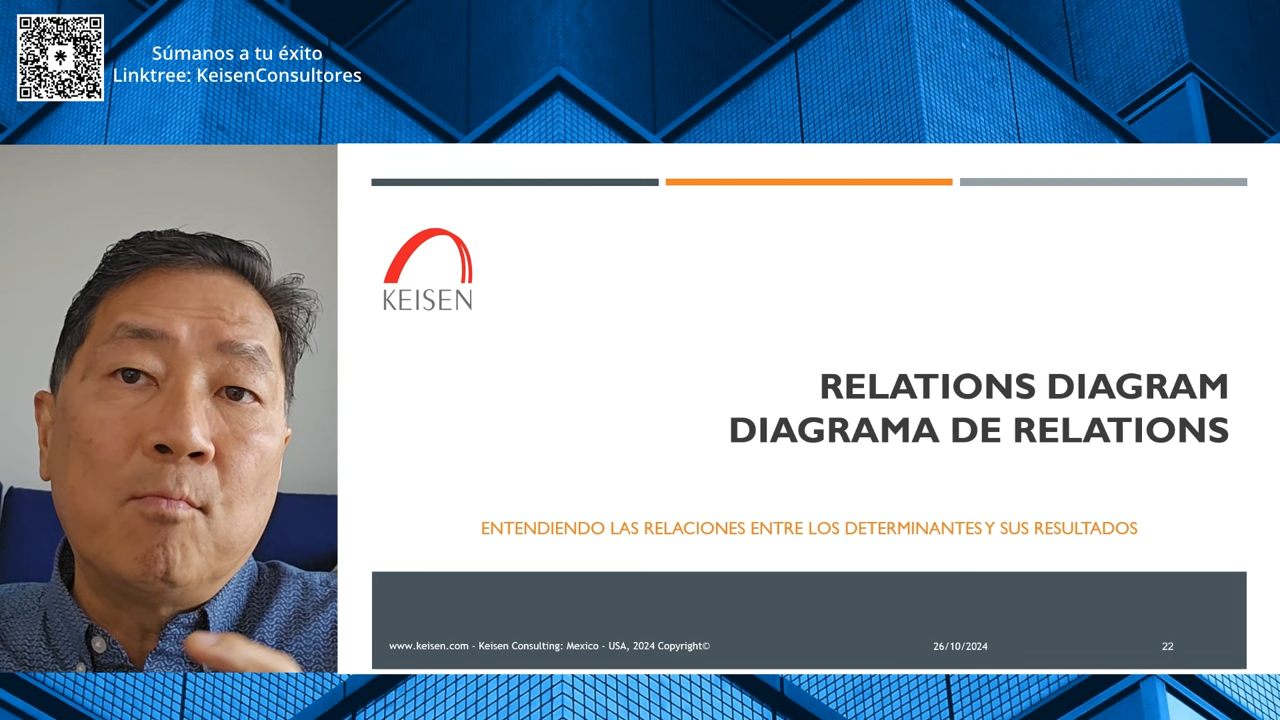 Súmanos a tu éxito
Linktree: KeisenConsultores
KEISEN
RELATIONS DIAGRAM
DIAGRAMA DE RELATIONS
ENTENDIENDO LAS RELACIONES ENTRE LOS DETERMINANTES Y SUS RESULTADOS
www.keisen.com - Keisen Consulting: Mexico - USA, 2024 Copyright©
26/10/2024
22